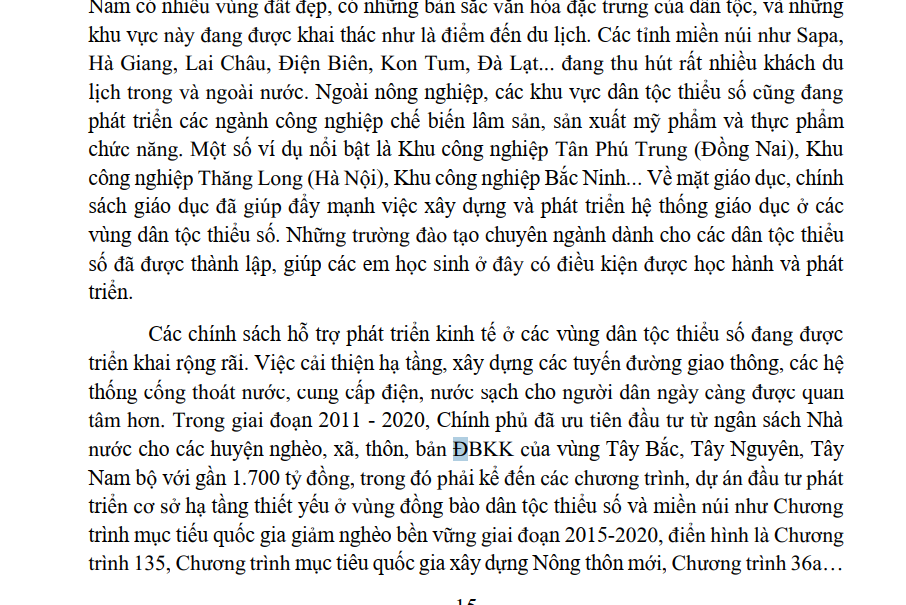 Nam có nhiều vùng đất đẹp, có những bản sắc văn hóa đặc trưng của dân tộc, và những
khu vực này đang được khai thác như là điểm đến du lịch. Các tỉnh miền núi như Sapa,
Hà Giang, Lai Châu, Điện Biên, Kon Tum, Đà Lạt... đang thu hút rất nhiều khách du
lịch trong và ngoài nước. Ngoài nông nghiệp, các khu vực dân tộc thiểu số cũng đang
phát triển các ngành công nghiệp chế biến lâm sản, sản xuất mỹ phẩm và thực phẩm
chức năng. Một số ví dụ nổi bật là Khu công nghiệp Tân Phú Trung (Đồng Nai), Khu
công nghiệp Thăng Long (Hà Nội), Khu công nghiệp Bắc Ninh... Về mặt giáo dục, chính
sách giáo dục đã giúp đẩy mạnh việc xây dựng và phát triển hệ thống giáo dục ở các
vùng dân tộc thiểu số. Những trường đào tạo chuyên ngành dành cho các dân tộc thiểu
số đã được thành lập, giúp các em học sinh ở đây có điều kiện được học hành và phát
triển.
Các chính sách hỗ trợ phát triển kinh tế ở các vùng dân tộc thiểu số đang được
triển khai rộng rãi. Việc cải thiện hạ tầng, xây dựng các tuyến đường giao thông, các hệ
thống cống thoát nước, cung cấp điện, nước sạch cho người dân ngày càng được quan
tâm hơn. Trong giai đoạn 2011 - 2020, Chính phủ đã ưu tiên đầu tư từ ngân sách Nhà
nước cho các huyện nghèo, xã, thôn, bản ĐBKK của vùng Tây Bắc, Tây Nguyên, Tây
Nam bộ với gần 1.700 tỷ đồng, trong đó phải kể đến các chương trình, dự án đầu tư phát
triển cơ sở hạ tầng thiết yếu ở vùng đồng bào dân tộc thiểu số và miền núi như Chương
trình mục tiếu quốc gia giảm nghèo bền vững giai đoạn 2015-2020, điển hình là Chương
trình 135, Chương trình mục tiêu quốc gia xây dựng Nông thôn mới, Chương trình 36a…
15